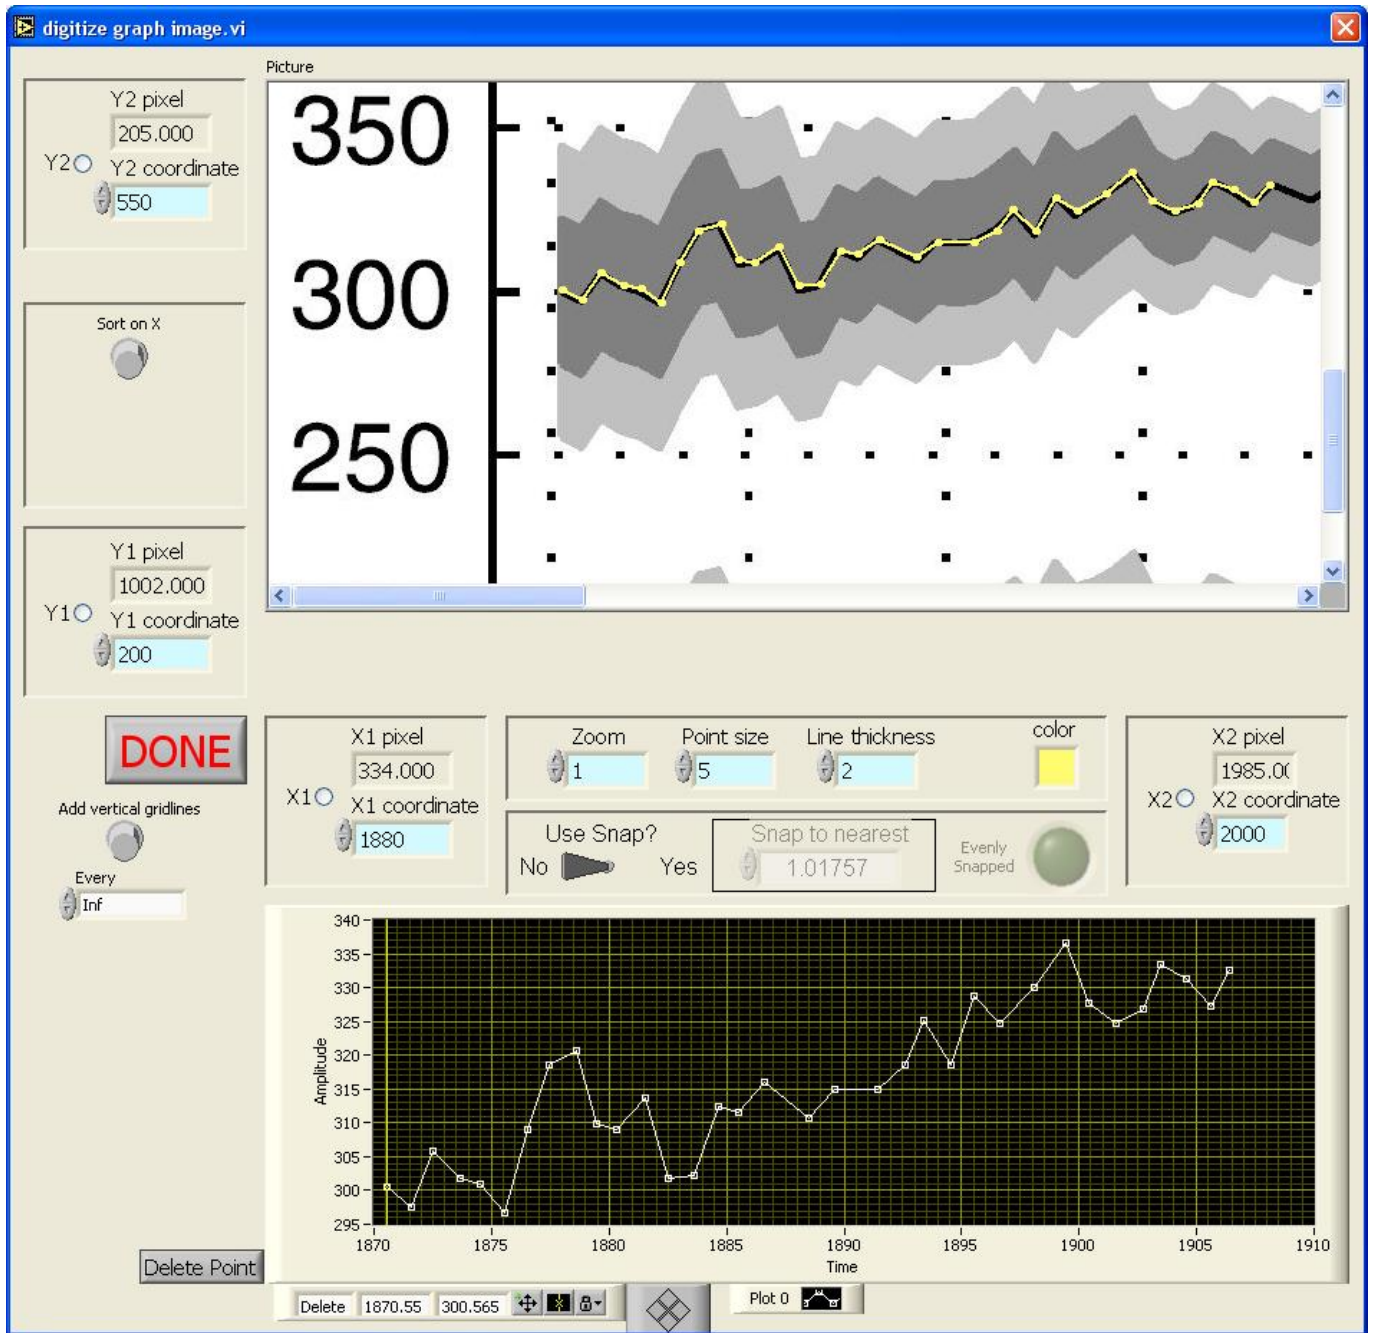 digitize graph image.vi
Picture
Y2 pixel
205.000
Y2
Y2 coordinate
550
Sort on X
Y1 pixel
1002.000
Y1
Y1 coordinate
200
350
300
250
DONE
Add vertical gridlines
Every
Inf
X1 pixel
334.000
X1
X1 coordinate
1880
Zoom Point size Line thickness color
1 5 2
Use Snap?
No Yes
Snap to nearest
1.01757
Evenly
Snapped
X2 pixel
1985.0(
X2
X2 coordinate
2000
340
335
330
325
320
315
310
305
300
295
Amplitude
1870 1875 1880 1885 1890 1895 1900 1905 1910
Time
Delete Point
Delete 1870.55 300.565
Plot 0